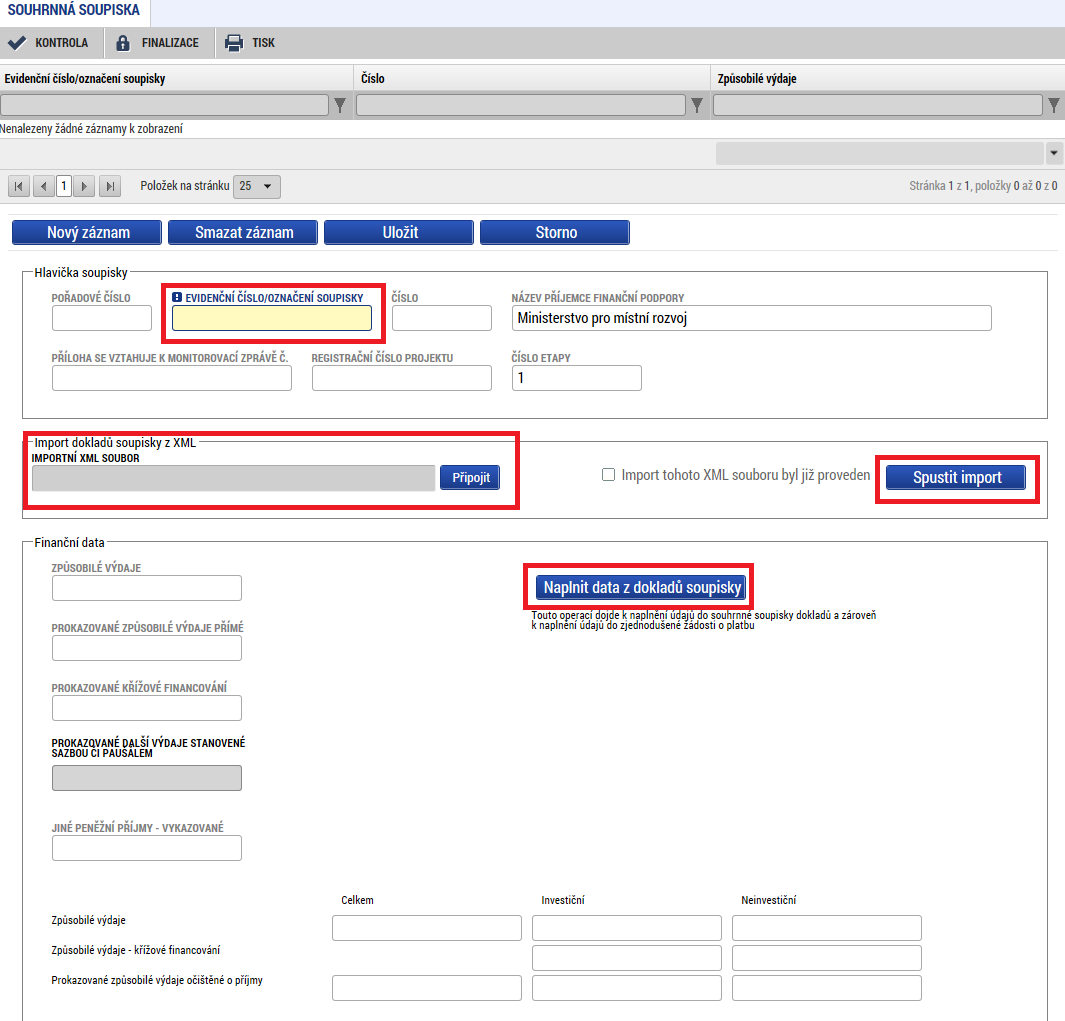 SOUHRNNÁ SOUPISKA
KONTROLA FINALIZACE TISK
Evidenční číslo/označení soupisky Číslo Způsobilé výdaje
Nenalezeny žádné záznamy k zobrazení
1 Položek na stránku 25 Stránka 1 z 1, položky 0 až 0 z 0
Nový záznam Smazat záznam Uložit Storno
Hlavička soupisky
POŘADOVÉ ČÍSLO EVIDENČNÍ ČÍSLO/OZNAČENÍ SOUPISKY ČÍSLO NÁZEV PŘÍJEMCE FINANČNÍ PODPORY
Ministerstvo pro místní rozvoj
PŘÍLOHA SE VZTAHUJE K MONITOROVACÍ ZPRÁVĚ Č. REGISTRAČNÍ ČÍSLO PROJEKTU ČÍSLO ETAPY
1
Import dokladů soupisky z XML
IMPORTNÍ XML SOUBOR
Připojit Import tohoto XML souboru byl již proveden Spustit import
Finanční data
ZPŮSOBILÉ VÝDAJE
Naplnit data z dokladů soupisky
Touto operací dojde k naplnění údajů do souhrnné soupisky dokladů a zároveň
k naplnění údajů do zjednodušené žádosti o platbu
PROKAZOVANÉ ZPŮSOBILÉ VÝDAJE PŘÍMÉ
PROKAZOVANÉ KŘÍŽOVÉ FINANCOVÁNÍ
PROKAZOVANÉ DALŠÍ VÝDAJE STANOVENÉ
SAZBOU ČI PAUŠÁLEM
JINÉ PENĚŽNÍ PŘÍJMY - VYKAZOVANÉ
Celkem Investiční Neinvestiční
Způsobilé výdaje
Způsobilé výdaje - křížové financování
Prokazované způsobilé výdaje očištěné o příjmy